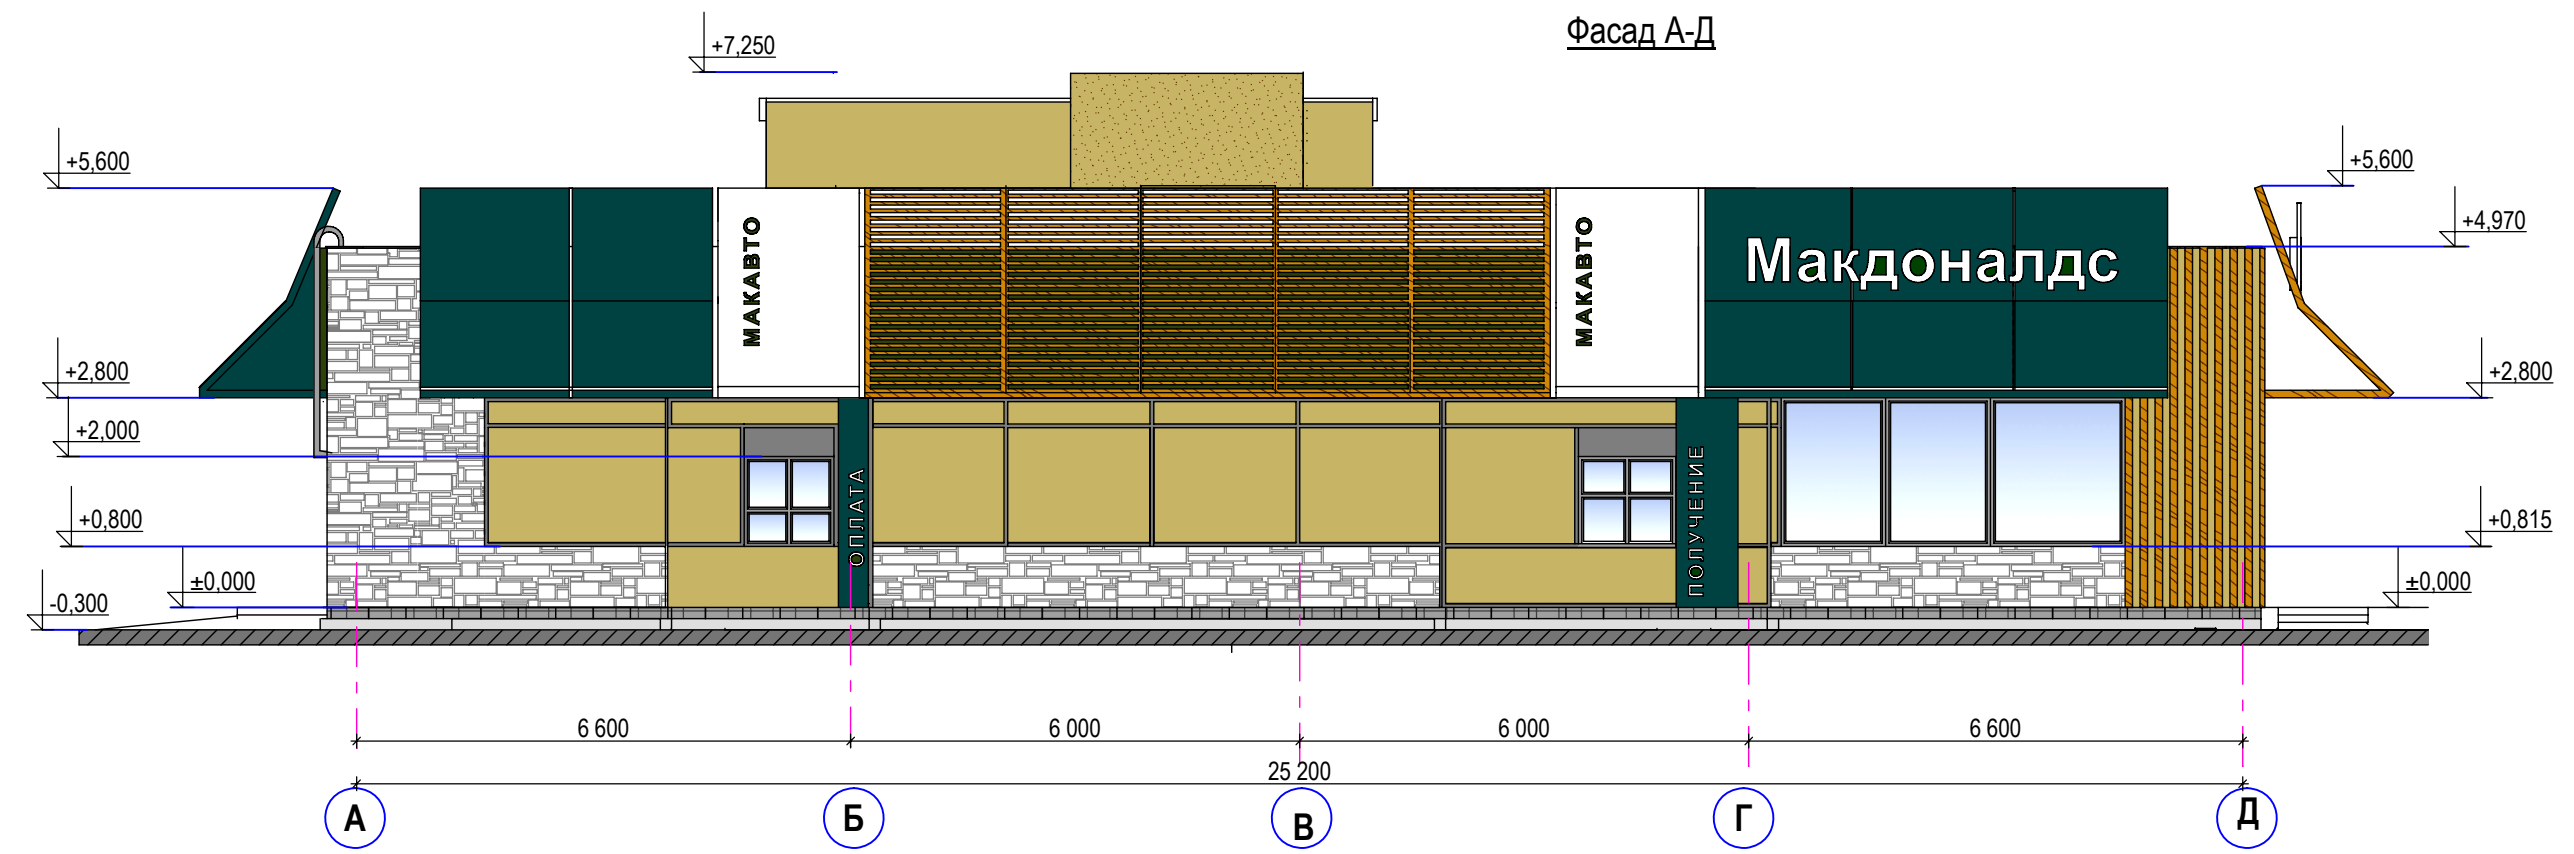 Фасад А-Д
+7,250
+5,600
+5,600
+4,970
МАКАВТО
МАКАВТО
Макдоналдс
+2,800
+2,800
+2,000
ОПЛАТА
ПОЛУЧЕНИЕ
+0,800
+0,815
±0,000
±0,000
-0,300
6 600
6 000
6 000
6 600
25 200
А
Б
В
Г
Д